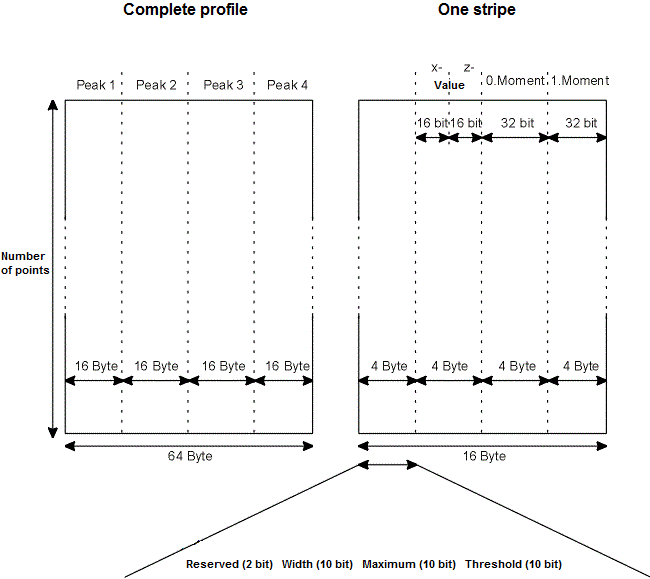 Complete profile
One stripe
Peak 1 Peak 2 Peak 3 Peak 4
x- z-
Value
0.Moment 1.Moment
16 bit 16 bit 32 bit 32 bit
Number
of points
16 Byte 16 Byte 16 Byte 16 Byte
4 Byte 4 Byte 4 Byte 4 Byte
64 Byte
16 Byte
Reserved (2 bit) Width (10 bit) Maximum (10 bit) Threshold (10 bit)